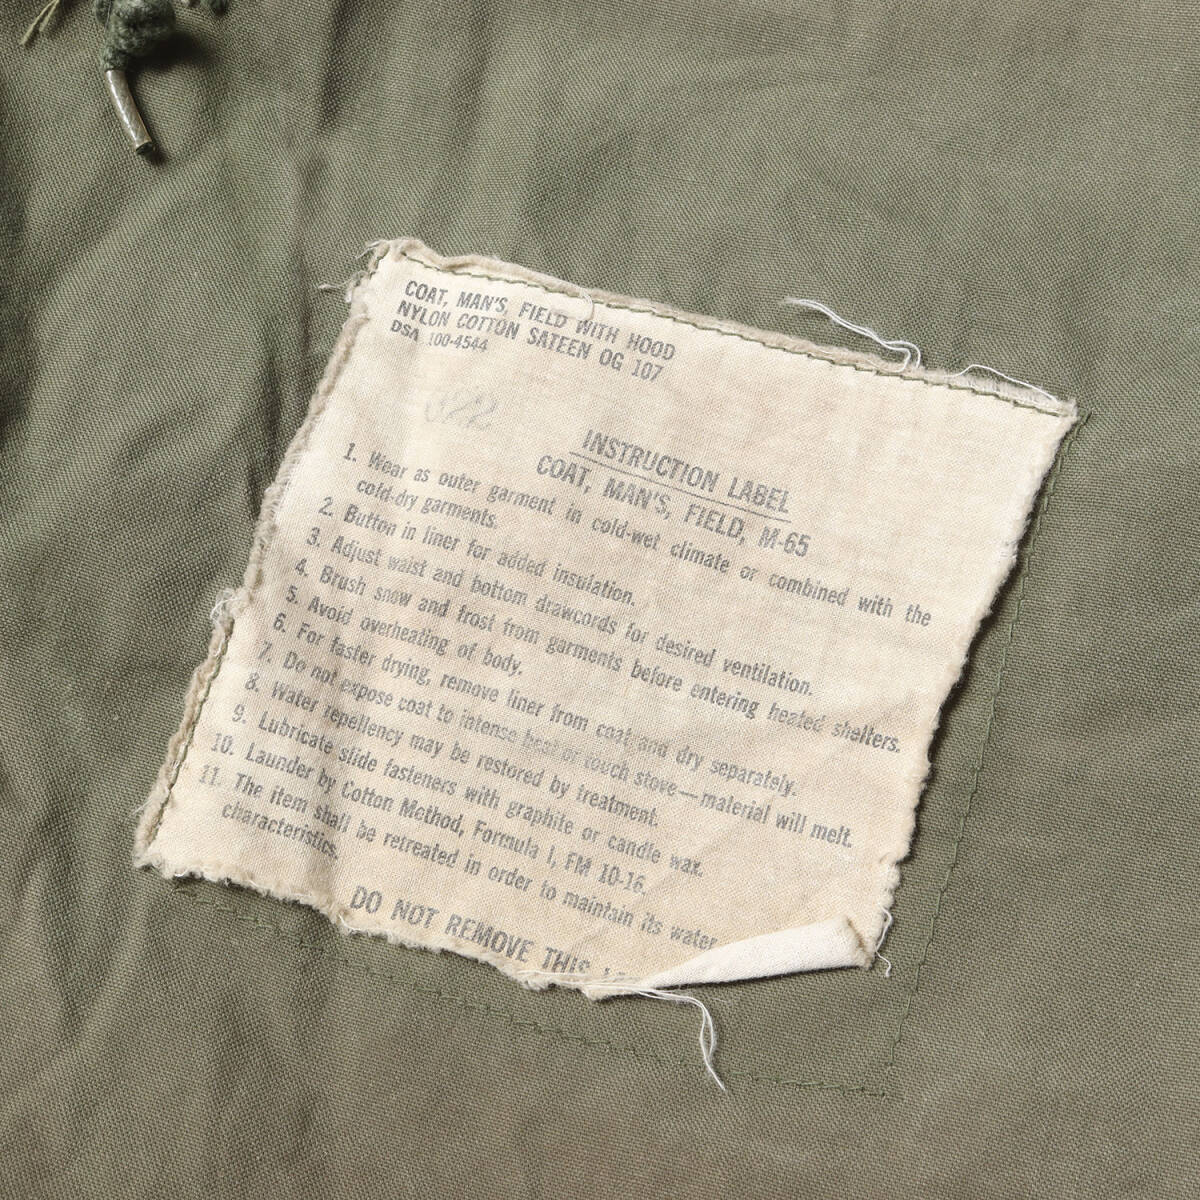 COAT, MAN'S, FIELD WITH HOOD
NYLON COTTON SATEEN OG 107
DSA 100-4544
INSTRUCTION LABEL
COAT, MAN'S, FIELD, M-65
1. Wear as outer garment in cold-wet climate or combined with the
cold-dry garments.
2. Button in liner for added insulation.
3. Adjust waist and bottom drawcords for desired ventilation.
4. Brush snow and frost from garments before entering heated shelters.
5. Avoid overheating of body.
6. For faster drying, remove liner from coat and dry separately.
7. Do not expose coat to intense heat or touch stove—material will melt.
8. Water repellency may be restored by treatment.
9. Lubricate slide fasteners with graphite or candle wax.
10. Launder by Cotton Method, Formula I, FM 10-16.
11. The item shall be retreated in order to maintain its water
characteristics.
DO NOT REMOVE THIS